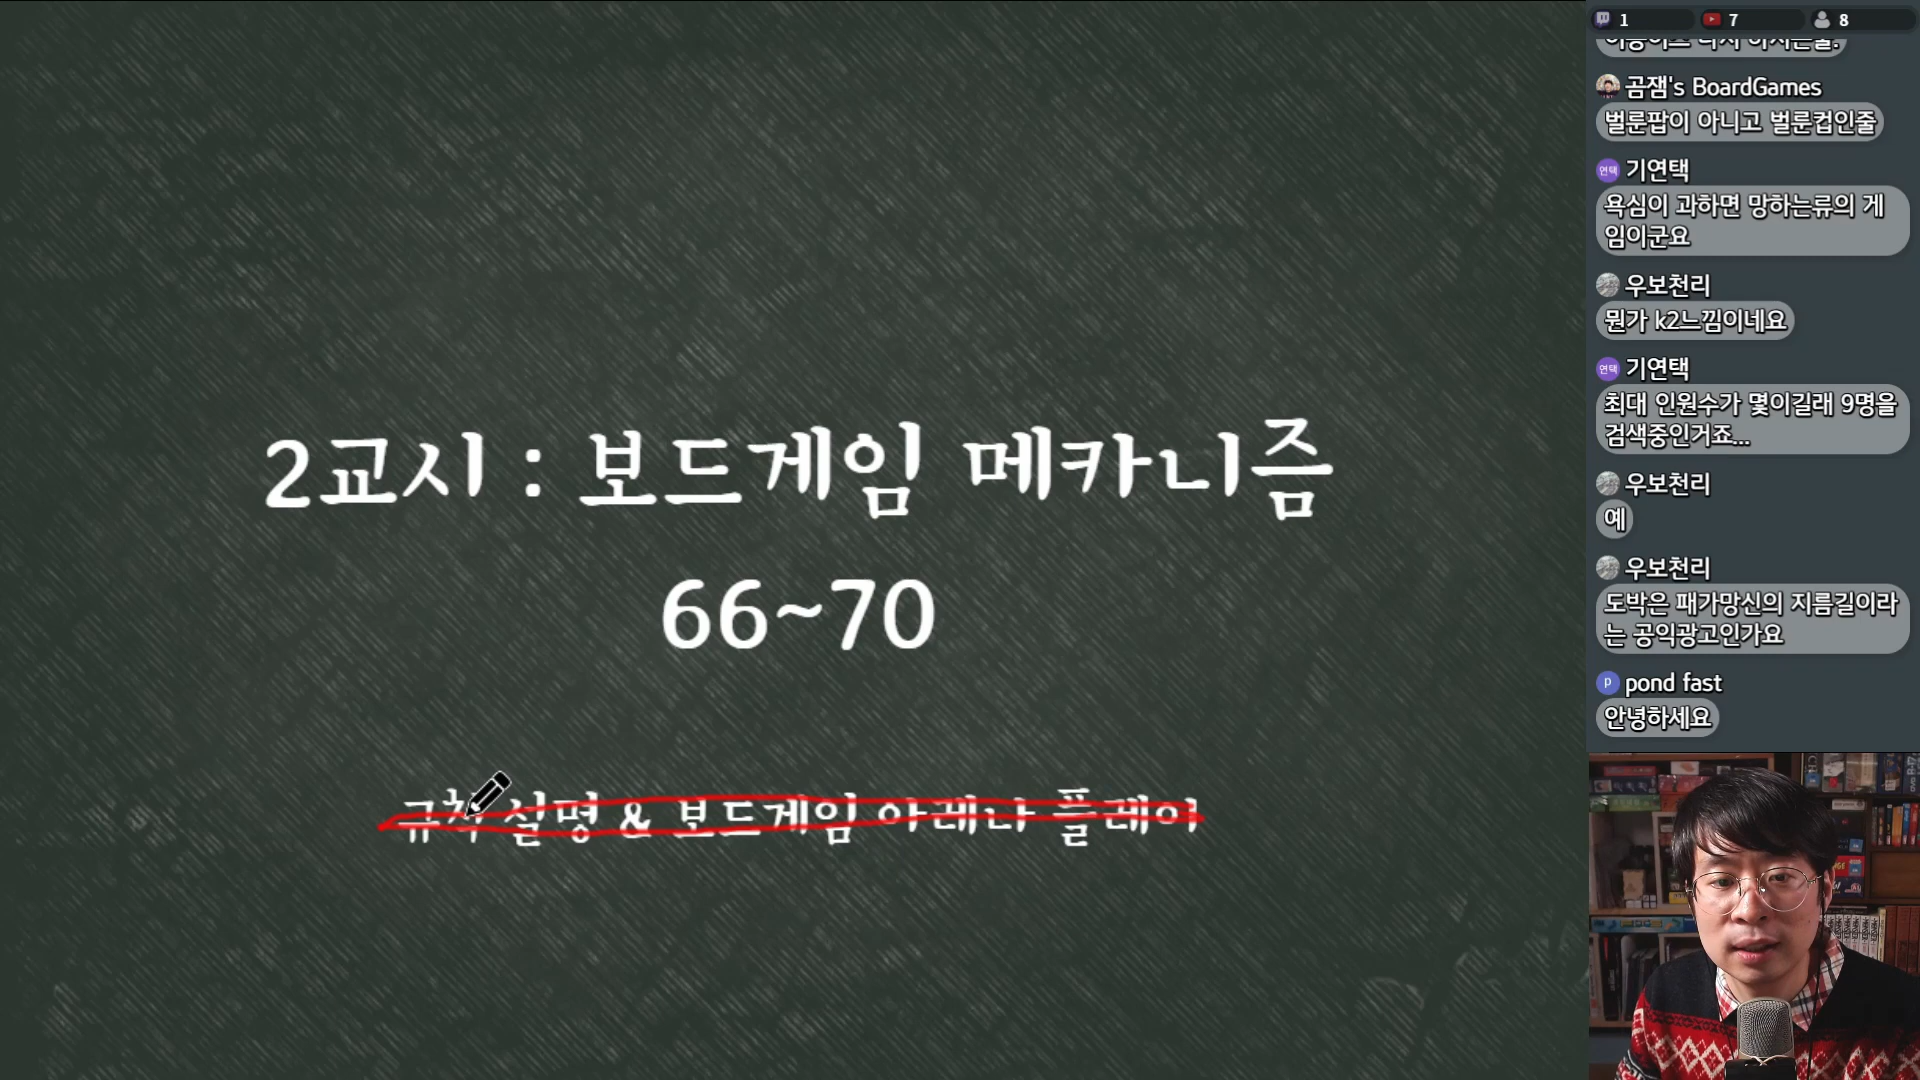 2교시 : 보드게임 메카니즘
66~70
규칙 설명 & 보드게임 아레나 플레이
1
7
8
곰잼's BoardGames
벌룬팝이 아니고 벌룬컵인줄
연택
기연택
욕심이 과하면 망하는류의 게
임이군요
우보천리
뭔가 k2느낌이네요
연택
기연택
최대 인원수가 몇이길래 9명을
검색중인거죠...
우보천리
예
우보천리
도박은 패가망신의 지름길이라
는 공익광고인가요
p
pond fast
안녕하세요